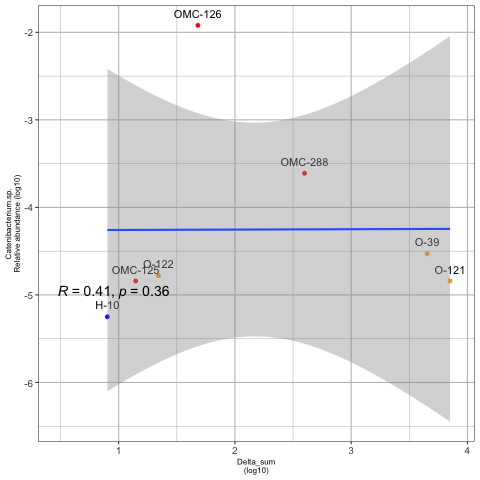 OMC-126
-2
-3
OMC-288
-4
O-39
O-122
OMC-125
O-121
R = 0.41, p = 0.36
-5
H-10
-6
1 2 3 4
Catenibacterium.sp.
Relative abundance (log10)
Delta_sum
(log10)